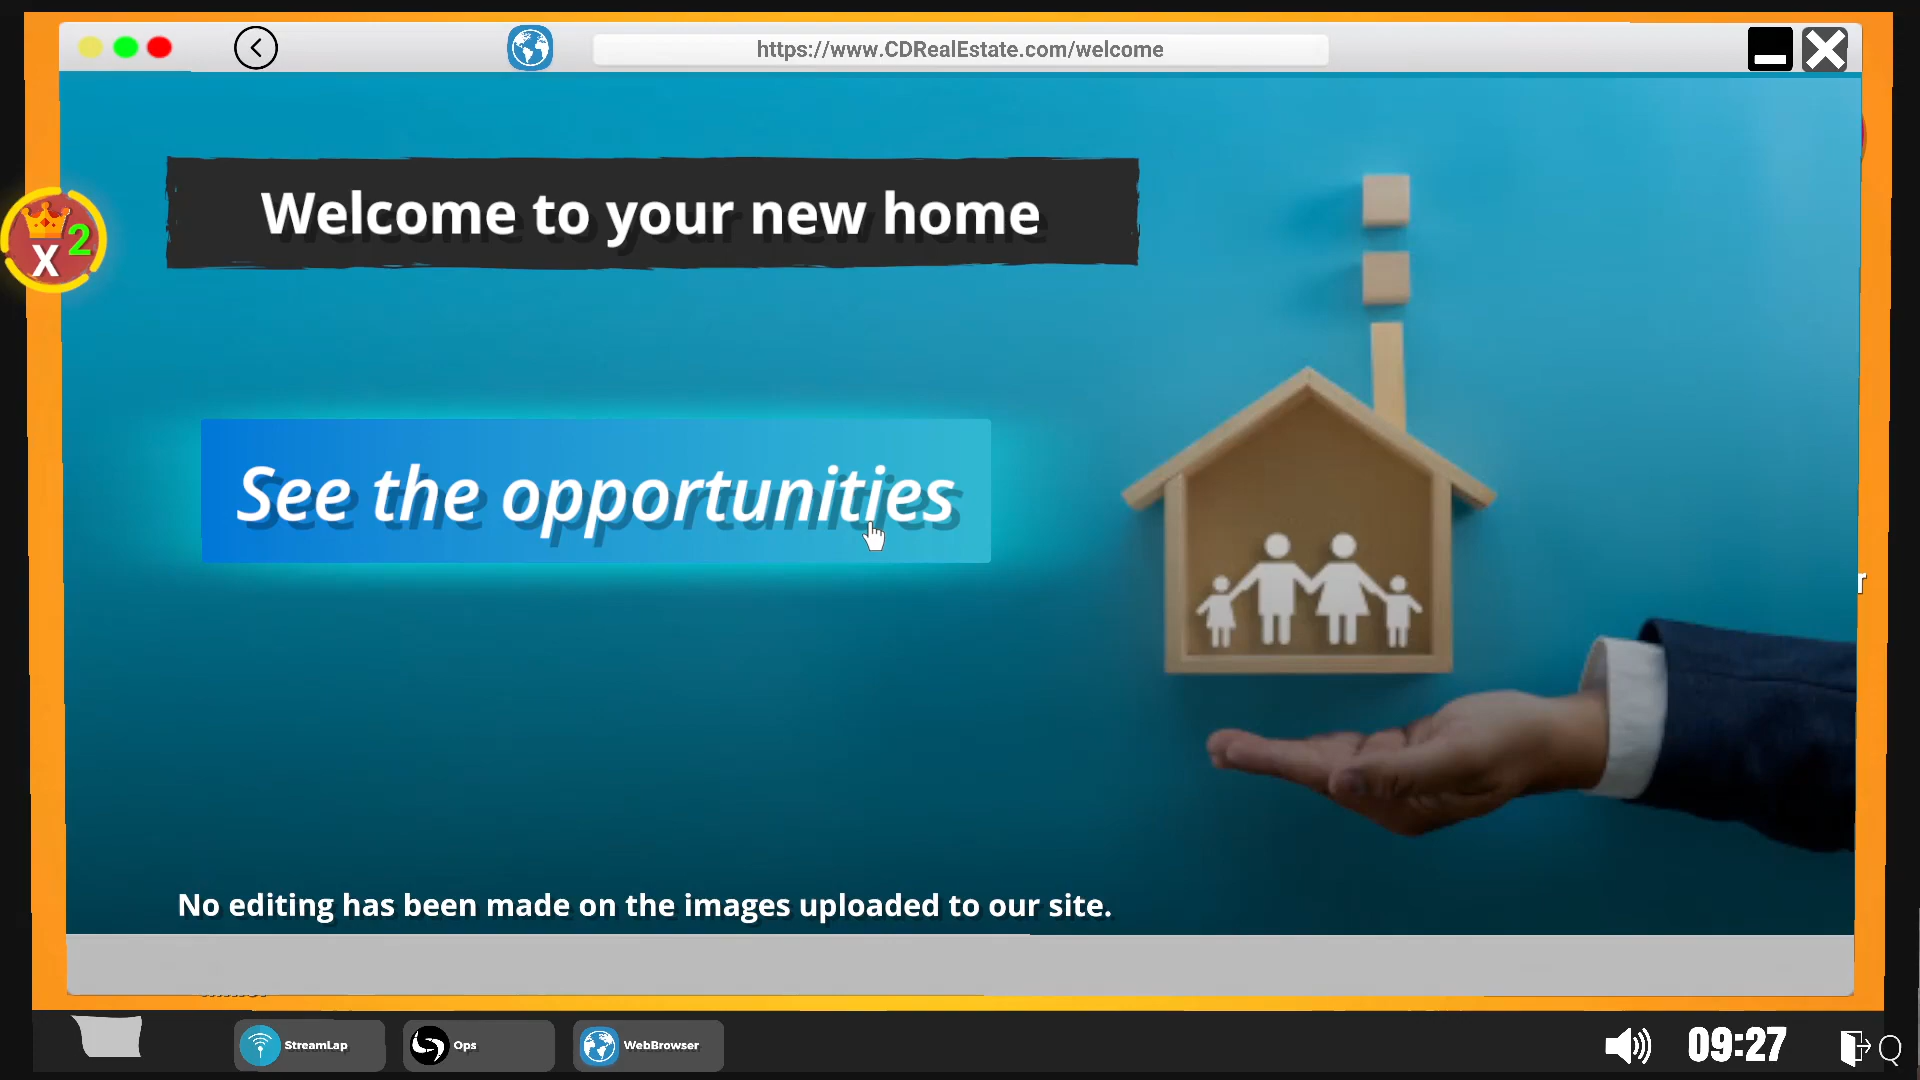 https://www.CDRealEstate.com/welcome
Welcome to your new home
X 2
See the opportunities
No editing has been made on the images uploaded to our site.
StreamLap
Ops
WebBrowser
09:27
Q